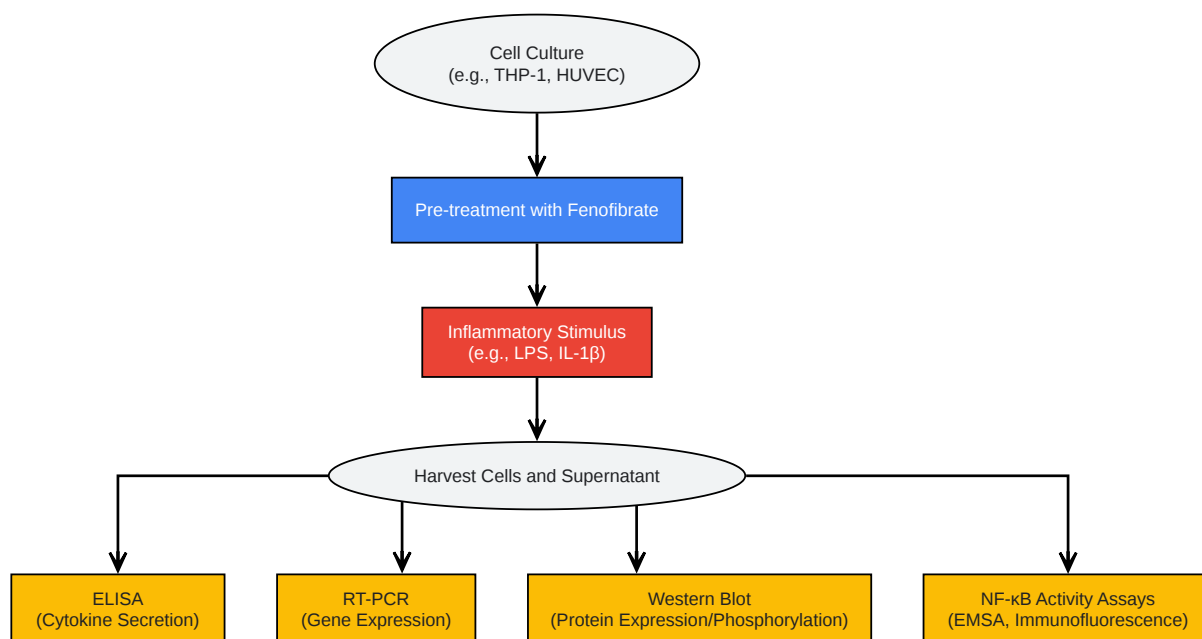 Cell Culture
(e.g., THP-1, HUVEC)
Pre-treatment with Fenofibrate
Inflammatory Stimulus
(e.g., LPS, IL-1β)
Harvest Cells and Supernatant
ELISA
(Cytokine Secretion)
RT-PCR
(Gene Expression)
Western Blot
(Protein Expression/Phosphorylation)
NF-κB Activity Assays
(EMSA, Immunofluorescence)